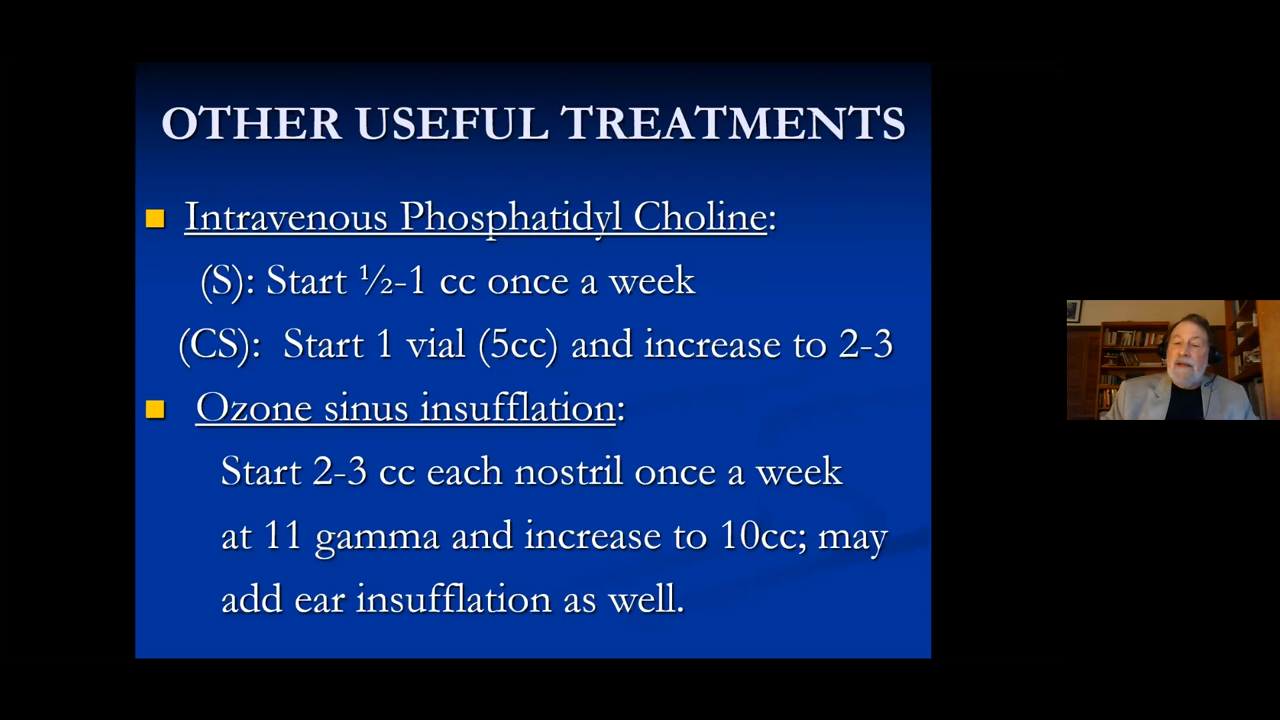 OTHER USEFUL TREATMENTS
Intravenous Phosphatidyl Choline:
(S): Start ½-1 cc once a week
(CS): Start 1 vial (5cc) and increase to 2-3
Ozone sinus insufflation:
Start 2-3 cc each nostril once a week
at 11 gamma and increase to 10cc; may
add ear insufflation as well.